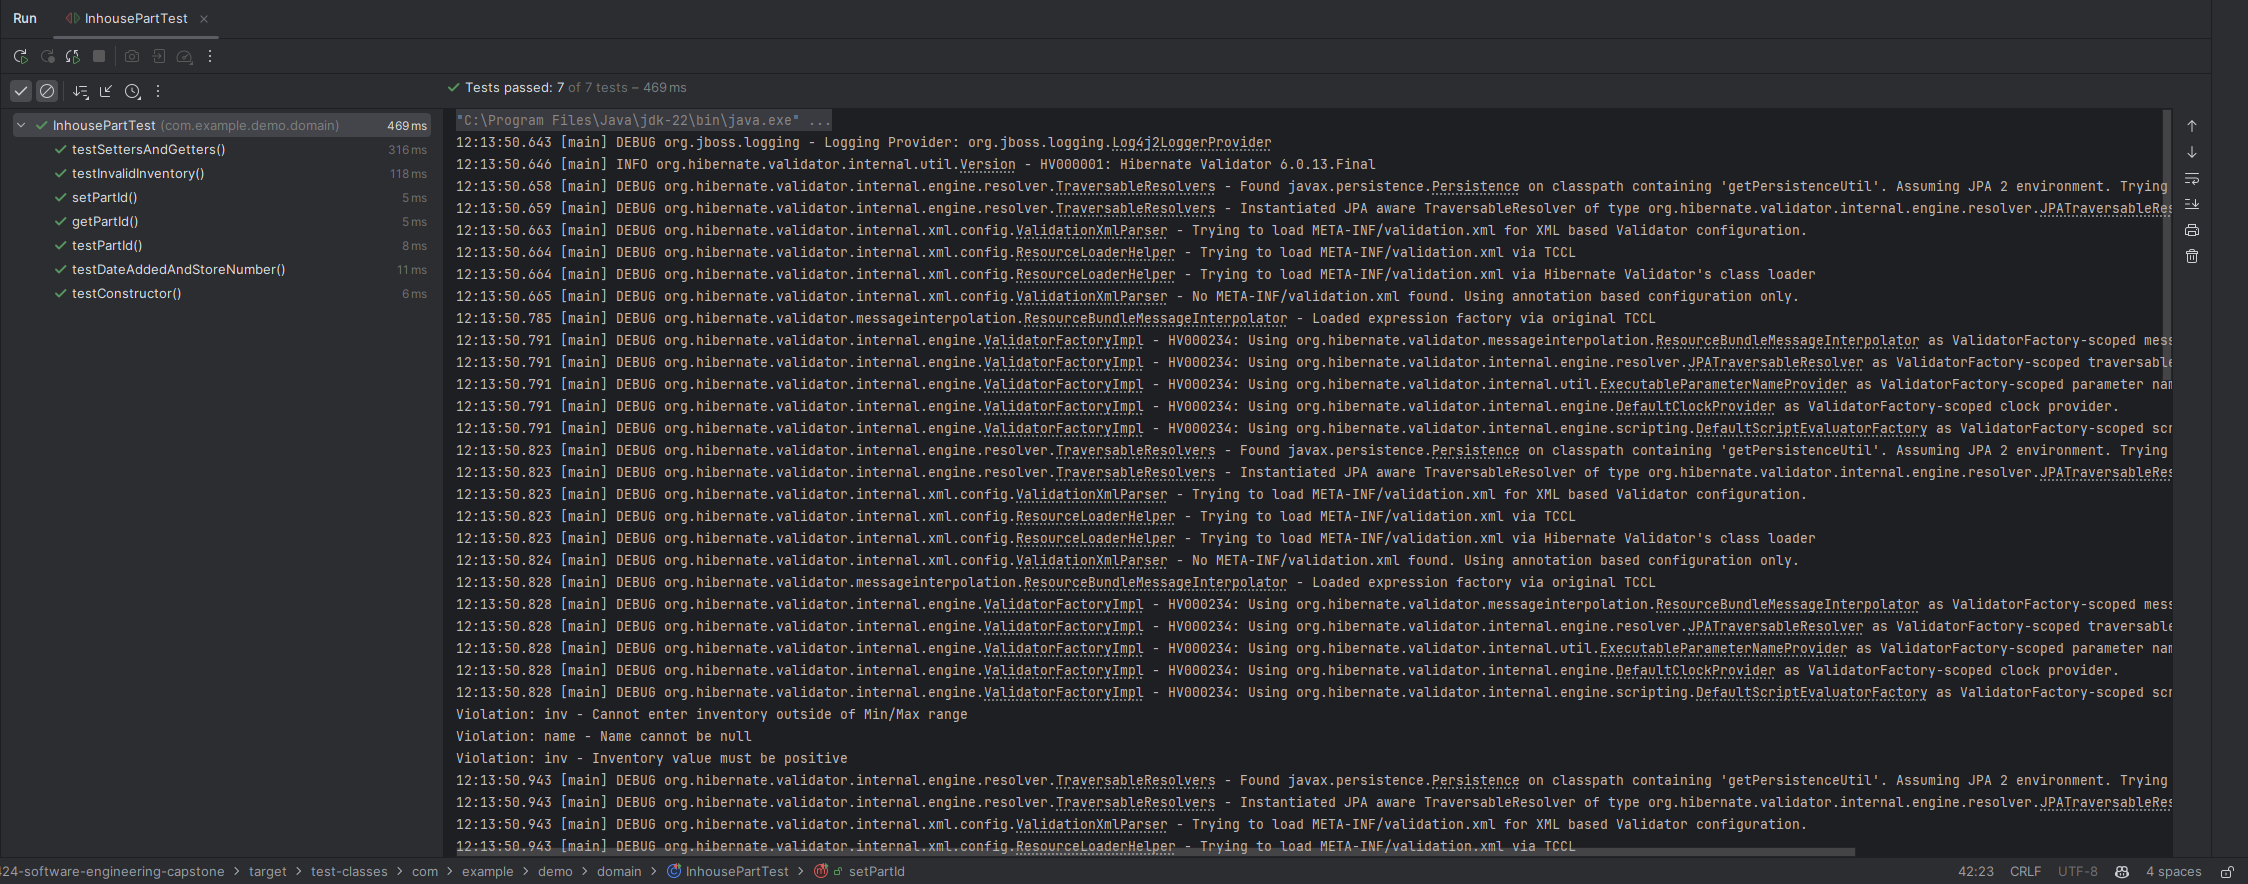 Run InhousePartTest
Tests passed: 7 of 7 tests – 469 ms
InhousePartTest (com.example.demo.domain) 469 ms
testSettersAndGetters() 316 ms
testInvalidInventory() 118 ms
setPartId() 5 ms
getPartId() 5 ms
testPartId() 8 ms
testDateAddedAndStoreNumber() 11 ms
testConstructor() 6 ms
"C:\Program Files\Java\jdk-22\bin\java.exe" ...
12:13:50.643 [main] DEBUG org.jboss.logging - Logging Provider: org.jboss.logging.Log4j2LoggerProvider
12:13:50.646 [main] INFO org.hibernate.validator.internal.util.Version - HV000001: Hibernate Validator 6.0.13.Final
12:13:50.658 [main] DEBUG org.hibernate.validator.internal.engine.resolver.TraversableResolvers - Found javax.persistence.Persistence on classpath containing 'getPersistenceUtil'. Assuming JPA 2 environment. Trying
12:13:50.659 [main] DEBUG org.hibernate.validator.internal.engine.resolver.TraversableResolvers - Instantiated JPA aware TraversableResolver of type org.hibernate.validator.internal.engine.resolver.JPATraversableRes
12:13:50.663 [main] DEBUG org.hibernate.validator.internal.xml.config.ValidationXmlParser - Trying to load META-INF/validation.xml for XML based Validator configuration.
12:13:50.664 [main] DEBUG org.hibernate.validator.internal.xml.config.ResourceLoaderHelper - Trying to load META-INF/validation.xml via TCCL
12:13:50.664 [main] DEBUG org.hibernate.validator.internal.xml.config.ResourceLoaderHelper - Trying to load META-INF/validation.xml via Hibernate Validator's class loader
12:13:50.665 [main] DEBUG org.hibernate.validator.internal.xml.config.ValidationXmlParser - No META-INF/validation.xml found. Using annotation based configuration only.
12:13:50.785 [main] DEBUG org.hibernate.validator.messageinterpolation.ResourceBundleMessageInterpolator - Loaded expression factory via original TCCL
12:13:50.791 [main] DEBUG org.hibernate.validator.internal.engine.ValidatorFactoryImpl - HV000234: Using org.hibernate.validator.messageinterpolation.ResourceBundleMessageInterpolator as ValidatorFactory-scoped mess
12:13:50.791 [main] DEBUG org.hibernate.validator.internal.engine.ValidatorFactoryImpl - HV000234: Using org.hibernate.validator.internal.engine.resolver.JPATraversableResolver as ValidatorFactory-scoped traversable
12:13:50.791 [main] DEBUG org.hibernate.validator.internal.engine.ValidatorFactoryImpl - HV000234: Using org.hibernate.validator.internal.util.ExecutableParameterNameProvider as ValidatorFactory-scoped parameter nam
12:13:50.791 [main] DEBUG org.hibernate.validator.internal.engine.ValidatorFactoryImpl - HV000234: Using org.hibernate.validator.internal.engine.DefaultClockProvider as ValidatorFactory-scoped clock provider.
12:13:50.791 [main] DEBUG org.hibernate.validator.internal.engine.ValidatorFactoryImpl - HV000234: Using org.hibernate.validator.internal.engine.scripting.DefaultScriptEvaluatorFactory as ValidatorFactory-scoped scr
12:13:50.823 [main] DEBUG org.hibernate.validator.internal.engine.resolver.TraversableResolvers - Found javax.persistence.Persistence on classpath containing 'getPersistenceUtil'. Assuming JPA 2 environment. Trying
12:13:50.823 [main] DEBUG org.hibernate.validator.internal.engine.resolver.TraversableResolvers - Instantiated JPA aware TraversableResolver of type org.hibernate.validator.internal.engine.resolver.JPATraversableRes
12:13:50.823 [main] DEBUG org.hibernate.validator.internal.xml.config.ValidationXmlParser - Trying to load META-INF/validation.xml for XML based Validator configuration.
12:13:50.823 [main] DEBUG org.hibernate.validator.internal.xml.config.ResourceLoaderHelper - Trying to load META-INF/validation.xml via TCCL
12:13:50.823 [main] DEBUG org.hibernate.validator.internal.xml.config.ResourceLoaderHelper - Trying to load META-INF/validation.xml via Hibernate Validator's class loader
12:13:50.824 [main] DEBUG org.hibernate.validator.internal.xml.config.ValidationXmlParser - No META-INF/validation.xml found. Using annotation based configuration only.
12:13:50.828 [main] DEBUG org.hibernate.validator.messageinterpolation.ResourceBundleMessageInterpolator - Loaded expression factory via original TCCL
12:13:50.828 [main] DEBUG org.hibernate.validator.internal.engine.ValidatorFactoryImpl - HV000234: Using org.hibernate.validator.messageinterpolation.ResourceBundleMessageInterpolator as ValidatorFactory-scoped mess
12:13:50.828 [main] DEBUG org.hibernate.validator.internal.engine.ValidatorFactoryImpl - HV000234: Using org.hibernate.validator.internal.engine.resolver.JPATraversableResolver as ValidatorFactory-scoped traversable
12:13:50.828 [main] DEBUG org.hibernate.validator.internal.engine.ValidatorFactoryImpl - HV000234: Using org.hibernate.validator.internal.util.ExecutableParameterNameProvider as ValidatorFactory-scoped parameter nam
12:13:50.828 [main] DEBUG org.hibernate.validator.internal.engine.ValidatorFactoryImpl - HV000234: Using org.hibernate.validator.internal.engine.DefaultClockProvider as ValidatorFactory-scoped clock provider.
12:13:50.828 [main] DEBUG org.hibernate.validator.internal.engine.ValidatorFactoryImpl - HV000234: Using org.hibernate.validator.internal.engine.scripting.DefaultScriptEvaluatorFactory as ValidatorFactory-scoped scr
Violation: inv - Cannot enter inventory outside of Min/Max range
Violation: name - Name cannot be null
Violation: inv - Inventory value must be positive
12:13:50.943 [main] DEBUG org.hibernate.validator.internal.engine.resolver.TraversableResolvers - Found javax.persistence.Persistence on classpath containing 'getPersistenceUtil'. Assuming JPA 2 environment. Trying
12:13:50.943 [main] DEBUG org.hibernate.validator.internal.engine.resolver.TraversableResolvers - Instantiated JPA aware TraversableResolver of type org.hibernate.validator.internal.engine.resolver.JPATraversableRes
12:13:50.943 [main] DEBUG org.hibernate.validator.internal.xml.config.ValidationXmlParser - Trying to load META-INF/validation.xml for XML based Validator configuration.
12:13:50.943 [main] DEBUG org.hibernate.validator.internal.xml.config.ResourceLoaderHelper - Trying to load META-INF/validation.xml via TCCL
424-software-engineering-capstone > target > test-classes > com > example > demo > domain > InhousePartTest > setPartId 42:23 CRLF UTF-8 4 spaces